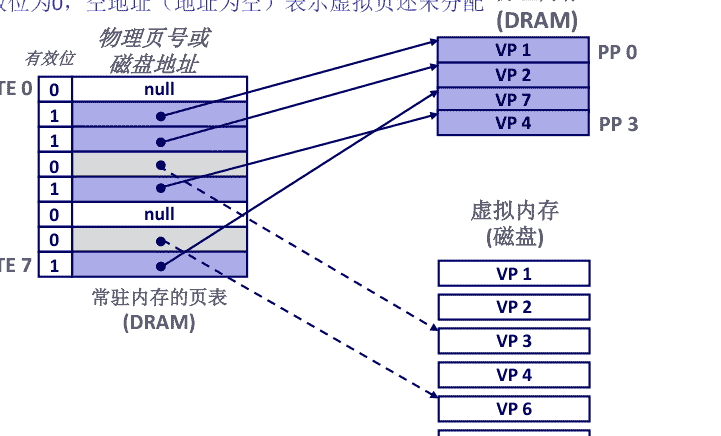 效位为0，空地址（地址为空）表示虚拟页还未分配
(DRAM)
物理页号或
磁盘地址
有效位
VP 1
PP 0
VP 2
VP 7
VP 4
PP 3
TE 0
0
null
1
1
0
1
0
null
0
TE 7
1
常驻内存的页表
(DRAM)
虚拟内存
(磁盘)
VP 1
VP 2
VP 3
VP 4
VP 6